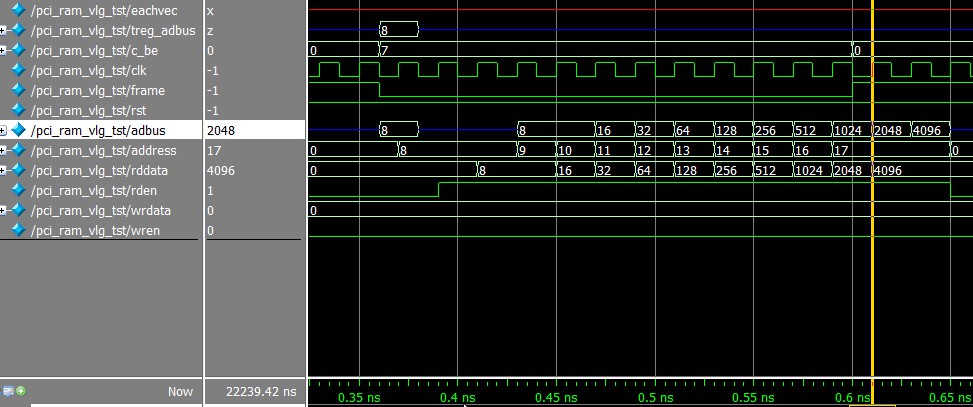 /pci_ram_vlg_tst/eachvec x
/pci_ram_vlg_tst/treg_adbus z 8
/pci_ram_vlg_tst/c_be 0 0 7 0
/pci_ram_vlg_tst/clk -1
/pci_ram_vlg_tst/frame -1
/pci_ram_vlg_tst/rst -1
/pci_ram_vlg_tst/adbus 2048 8 8 16 32 64 128 256 512 1024 2048 4096
/pci_ram_vlg_tst/address 17 0 8 9 10 11 12 13 14 15 16 17 0
/pci_ram_vlg_tst/rddata 4096 0 8 16 32 64 128 256 512 1024 2048 4096
/pci_ram_vlg_tst/rden 1
/pci_ram_vlg_tst/wrdata 0 0
/pci_ram_vlg_tst/wren 0
Now 22239.42 ns 0.35 ns 0.4 ns 0.45 ns 0.5 ns 0.55 ns 0.6 ns 0.65 ns